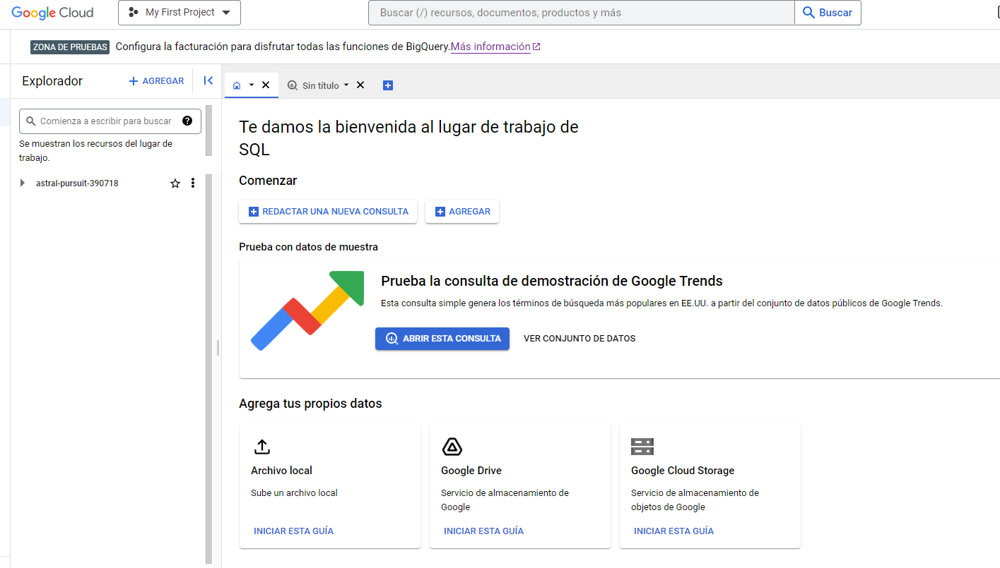 Google Cloud
My First Project
Buscar (/) recursos, documentos, productos y más
Buscar
ZONA DE PRUEBAS Configura la facturación para disfrutar todas las funciones de BigQuery.Más información
Explorador
AGREGAR
Sin título
Comienza a escribir para buscar
Se muestran los recursos del lugar de
trabajo.
astral-pursuit-390718
Te damos la bienvenida al lugar de trabajo de
SQL
Comenzar
REDACTAR UNA NUEVA CONSULTA
AGREGAR
Prueba con datos de muestra
Prueba la consulta de demostración de Google Trends
Esta consulta simple genera los términos de búsqueda más populares en EE.UU. a partir del conjunto de datos públicos de Google Trends.
ABRIR ESTA CONSULTA
VER CONJUNTO DE DATOS
Agrega tus propios datos
Archivo local
Sube un archivo local
INICIAR ESTA GUÍA
Google Drive
Servicio de almacenamiento de
Google
INICIAR ESTA GUÍA
Google Cloud Storage
Servicio de almacenamiento de
objetos de Google
INICIAR ESTA GUÍA